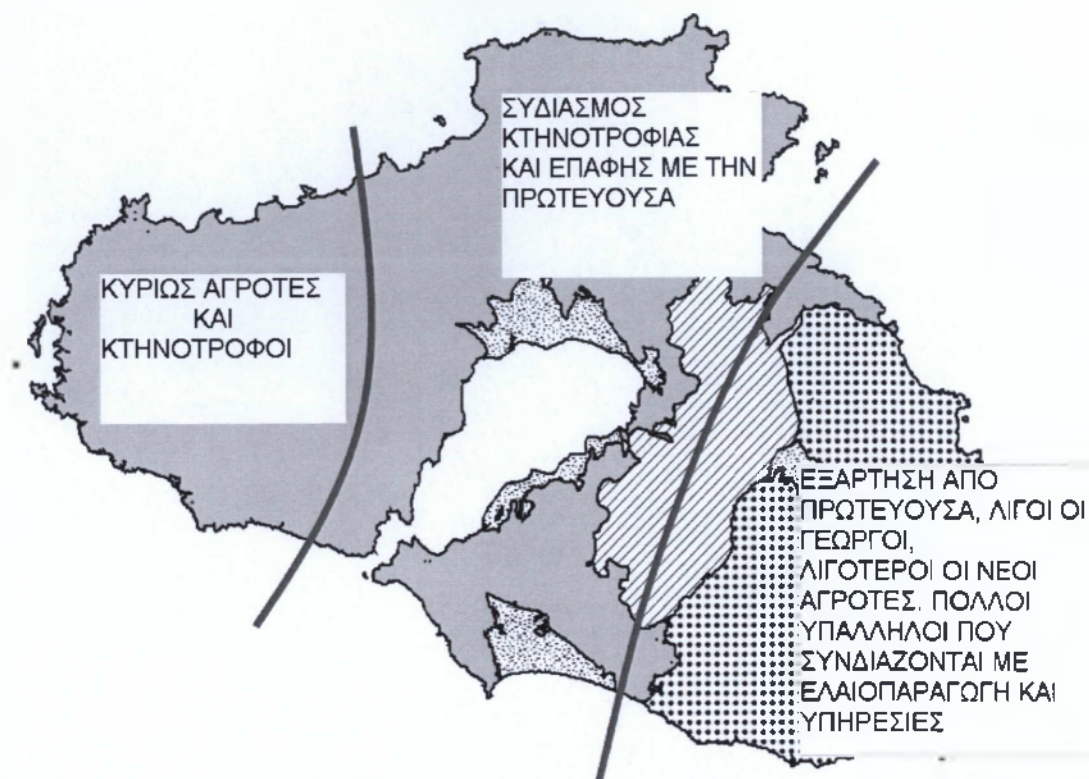 ΣΥΔΙΑΣΜΟΣ
ΚΤΗΝΟΤΡΟΦΙΑΣ
ΚΑΙ ΕΠΑΦΗΣ ΜΕ ΤΗΝ
ΠΡΩΤΕΥΟΥΣΑ
ΚΥΡΙΩΣ ΑΓΡΟΤΕΣ
ΚΑΙ
ΚΤΗΝΟΤΡΟΦΟΙ
ΕΞΑΡΤΗΣΗ ΑΠΟ
ΠΡΩΤΕΥΟΥΣΑ, ΛΙΓΟΙ ΟΙ
ΓΕΩΡΓΟΙ,
ΛΙΓΟΤΕΡΟΙ ΟΙ ΝΕΟΙ
ΑΓΡΟΤΕΣ. ΠΟΛΛΟΙ
ΥΠΑΛΛΗΛΟΙ ΠΟΥ
ΣΥΝΔΙΑΖΟΝΤΑΙ ΜΕ
ΕΛΑΙΟΠΑΡΑΓΩΓΗ ΚΑΙ
ΥΠΗΡΕΣΙΕΣ